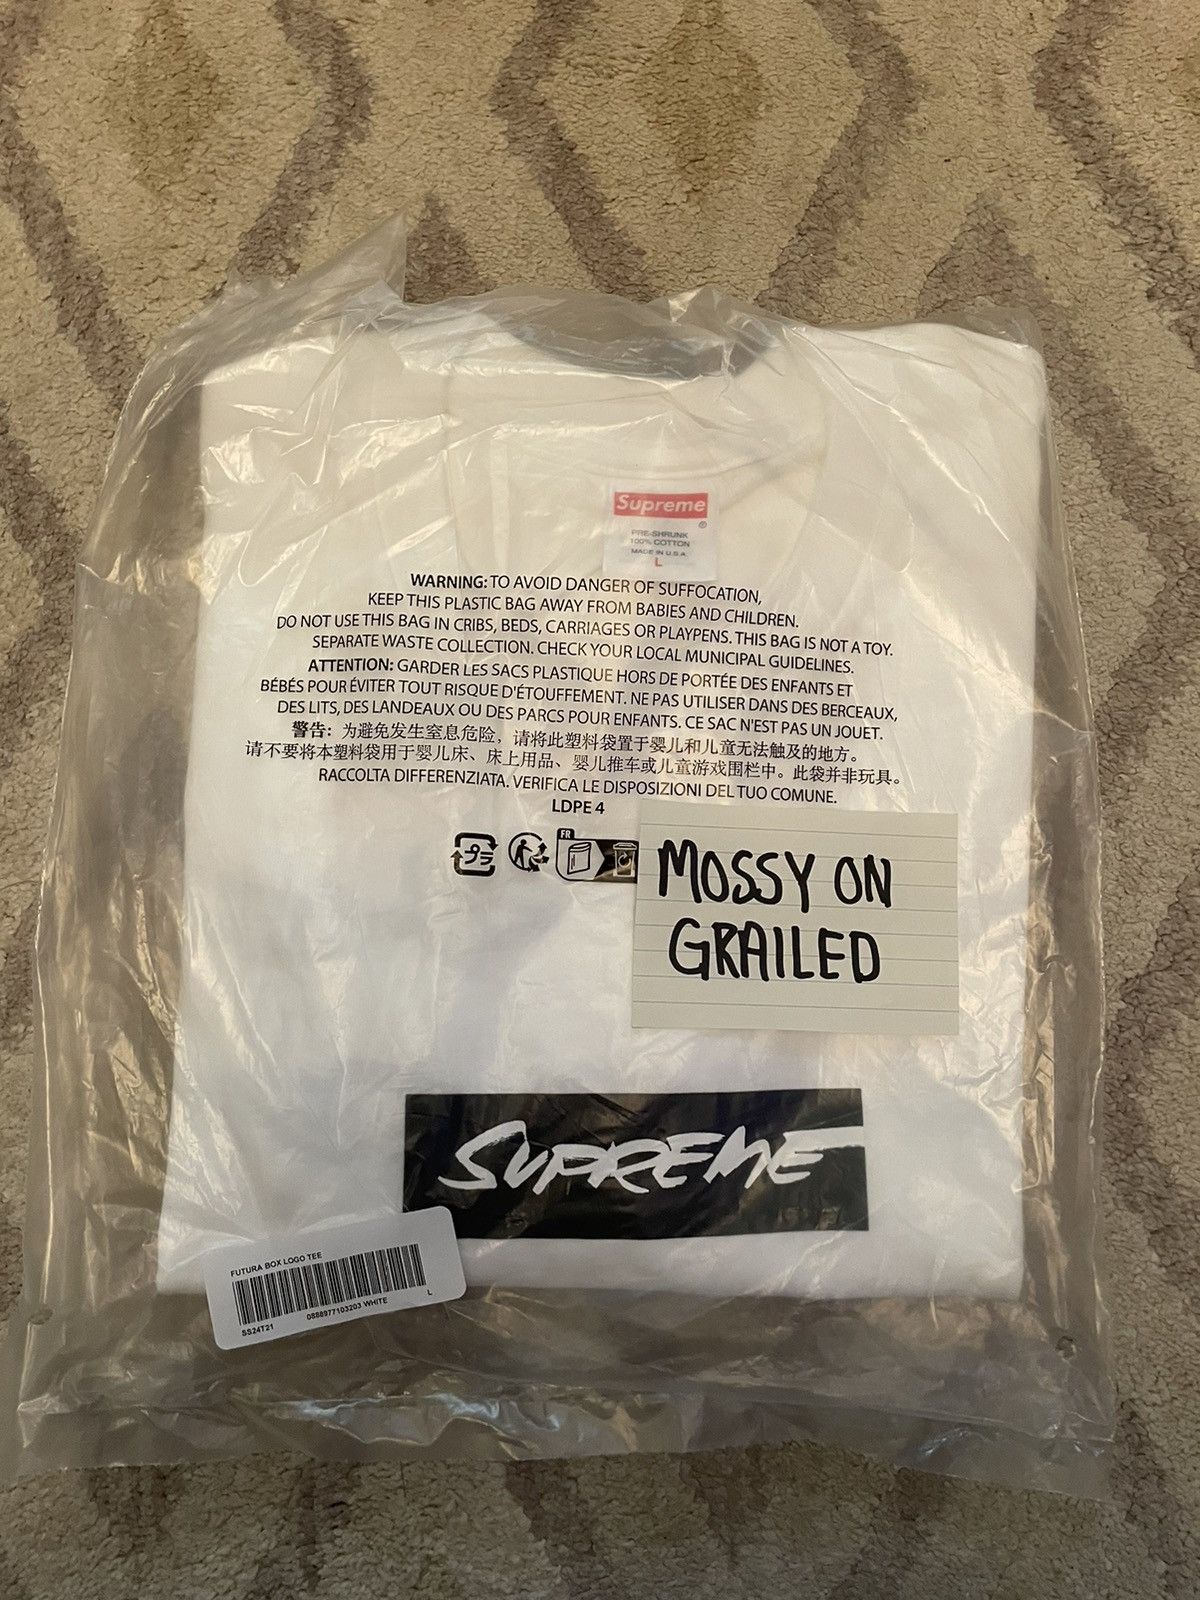 Supreme
®
PRE-SHRUNK
100% COTTON
MADE IN U.S.A.
L
WARNING: TO AVOID DANGER OF SUFFOCATION,
KEEP THIS PLASTIC BAG AWAY FROM BABIES AND CHILDREN.
DO NOT USE THIS BAG IN CRIBS, BEDS, CARRIAGES OR PLAYPENS. THIS BAG IS NOT A TOY.
SEPARATE WASTE COLLECTION. CHECK YOUR LOCAL MUNICIPAL GUIDELINES.
ATTENTION: GARDER LES SACS PLASTIQUE HORS DE PORTÉE DES ENFANTS ET
BÉBÉS POUR ÉVITER TOUT RISQUE D'ÉTOUFFEMENT. NE PAS UTILISER DANS DES BERCEAUX,
DES LITS, DES LANDEAUX OU DES PARCS POUR ENFANTS. CE SAC N'EST PAS UN JOUET.
警告: 为避免发生窒息危险，请将此塑料袋置于婴儿和儿童无法触及的地方。
请不要将本塑料袋用于婴儿床、床上用品、婴儿推车或儿童游戏围栏中。此袋并非玩具。
RACCOLTA DIFFERENZIATA. VERIFICA LE DISPOSIZIONI DEL TUO COMUNE.
LDPE 4
プラ
FR
MOSSY ON
GRAILED
SUPREME
FUTURA BOX LOGO TEE
SS24T21 0888977103203 WHITE L